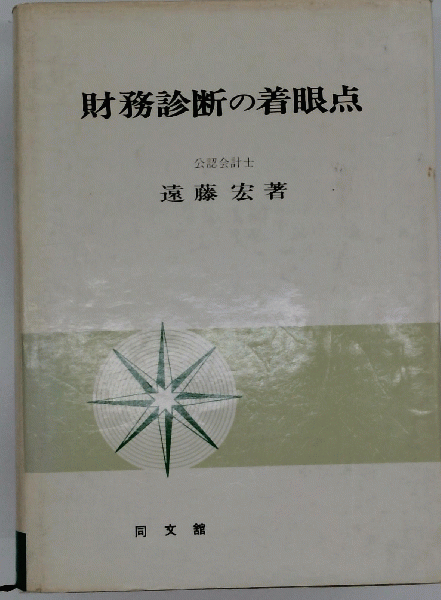 財務診断の着眼点
公認会計士
遠藤宏著
同文舘